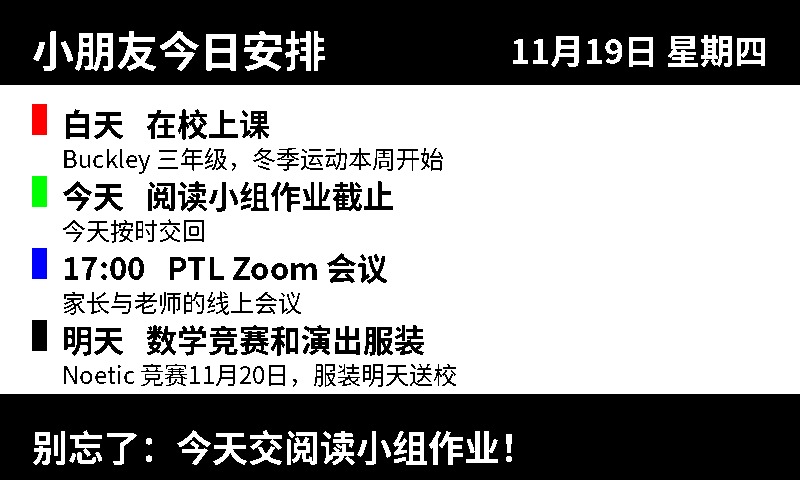 小朋友今日安排
11月19日 星期四
白天 在校上课
Buckley 三年级，冬季运动本周开始
今天 阅读小组作业截止
今天按时交回
17:00 PTL Zoom 会议
家长与老师的线上会议
明天 数学竞赛和演出服装
Noetic 竞赛11月20日，服装明天送校
别忘了：今天交阅读小组作业！